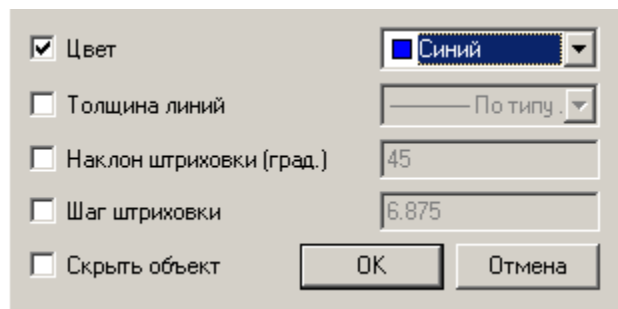 Цвет Синий
Толщина линий По типу .
Наклон штриховки (град.) 45
Шаг штриховки 6.875
Скрыть объект OK Отмена